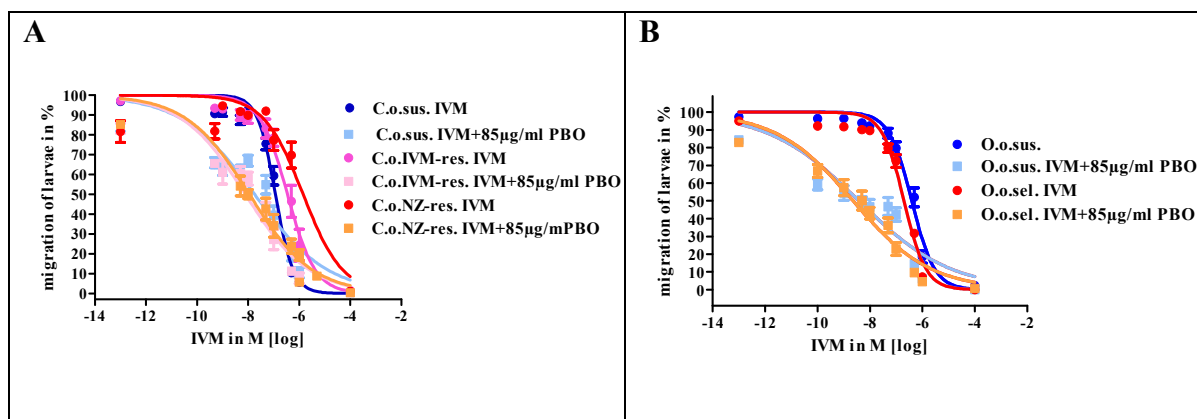 A
migration of larvae in %
100
90
80
70
60
50
40
30
20
10
0
-14
-12
-10
-8
-6
-4
-2
IVM in M [log]
C.o.sus. IVM
C.o.sus. IVM+85µg/ml PBO
C.o.IVM-res. IVM
C.o.IVM-res. IVM+85µg/ml PBO
C.o.NZ-res. IVM
C.o.NZ-res. IVM+85µg/mPBO
B
migration of larvae in %
100
90
80
70
60
50
40
30
20
10
0
-14
-12
-10
-8
-6
-4
-2
IVM in M [log]
O.o.sus.
O.o.sus. IVM+85µg/ml PBO
O.o.sel. IVM
O.o.sel. IVM+85µg/ml PBO